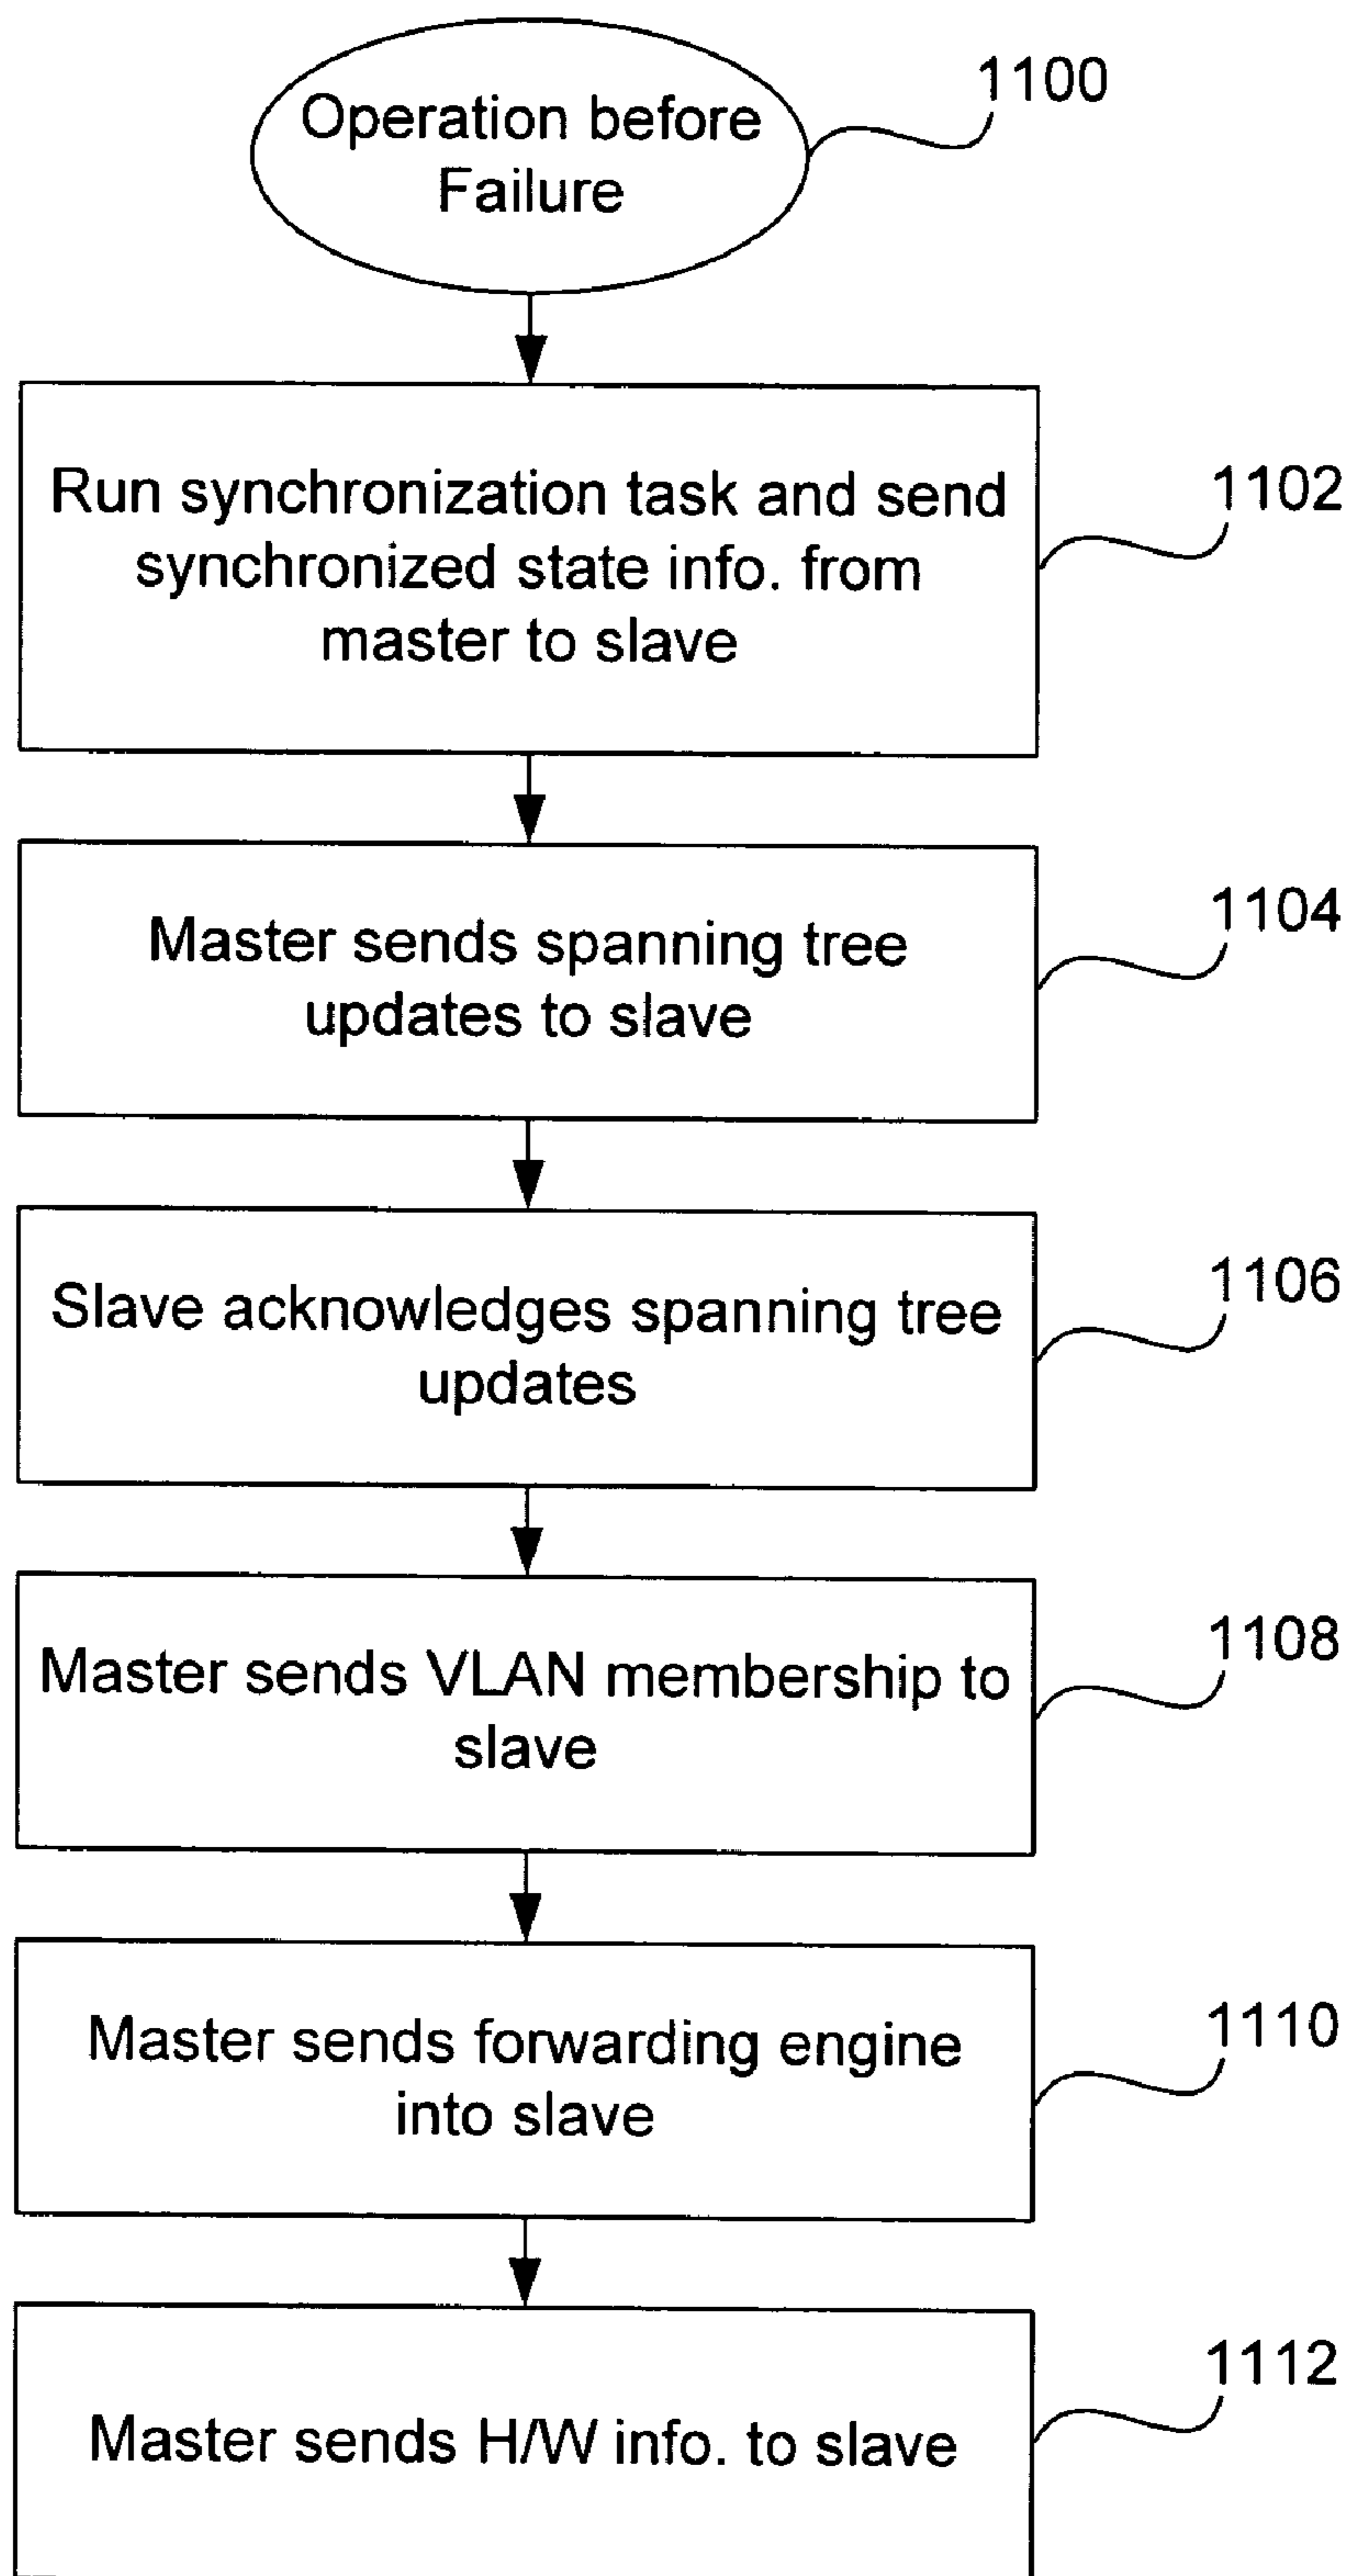 Operation before
Failure
1100
Run synchronization task and send
synchronized state info. from
master to slave
1102
Master sends spanning tree
updates to slave
1104
Slave acknowledges spanning tree
updates
1106
Master sends VLAN membership to
slave
1108
Master sends forwarding engine
into slave
1110
Master sends H/W info. to slave
1112